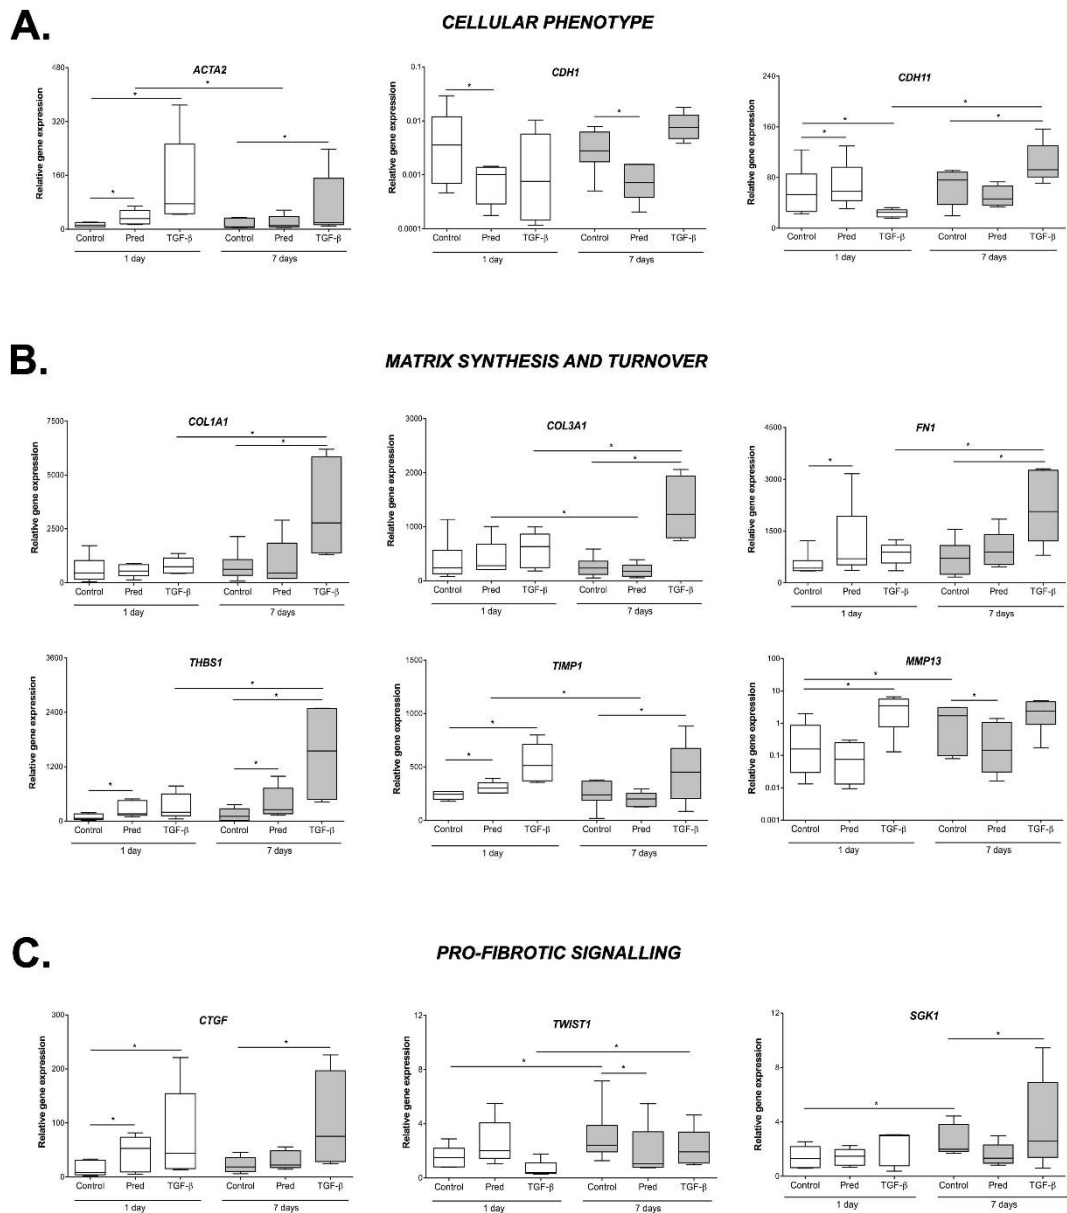 A.
CELLULAR PHENOTYPE
ACTA2
Relative gene expression
480
320
160
0
*
*
*
*
Control Pred TGF-β Control Pred TGF-β
1 day 7 days
CDH1
Relative gene expression
0.1
0.01
0.001
0.0001
*
*
Control Pred TGF-β Control Pred TGF-β
1 day 7 days
CDH11
Relative gene expression
240
160
80
0
*
*
*
*
Control Pred TGF-β Control Pred TGF-β
1 day 7 days
B.
MATRIX SYNTHESIS AND TURNOVER
COL1A1
Relative gene expression
7500
5000
2500
0
*
*
Control Pred TGF-β Control Pred TGF-β
1 day 7 days
COL3A1
Relative gene expression
3000
2000
1000
0
*
*
*
Control Pred TGF-β Control Pred TGF-β
1 day 7 days
FN1
Relative gene expression
4500
3000
1500
0
*
*
*
Control Pred TGF-β Control Pred TGF-β
1 day 7 days
THBS1
Relative gene expression
3600
2400
1200
0
*
*
*
*
Control Pred TGF-β Control Pred TGF-β
1 day 7 days
TIMP1
Relative gene expression
1500
1000
500
0
*
*
*
*
Control Pred TGF-β Control Pred TGF-β
1 day 7 days
MMP13
Relative gene expression
100
10
1
0.1
0.01
0.001
*
*
*
Control Pred TGF-β Control Pred TGF-β
1 day 7 days
C.
PRO-FIBROTIC SIGNALLING
CTGF
Relative gene expression
300
200
100
0
*
*
*
Control Pred TGF-β Control Pred TGF-β
1 day 7 days
TWIST1
Relative gene expression
12
8
4
0
*
*
*
Control Pred TGF-β Control Pred TGF-β
1 day 7 days
SGK1
Relative gene expression
12
8
4
0
*
*
Control Pred TGF-β Control Pred TGF-β
1 day 7 days